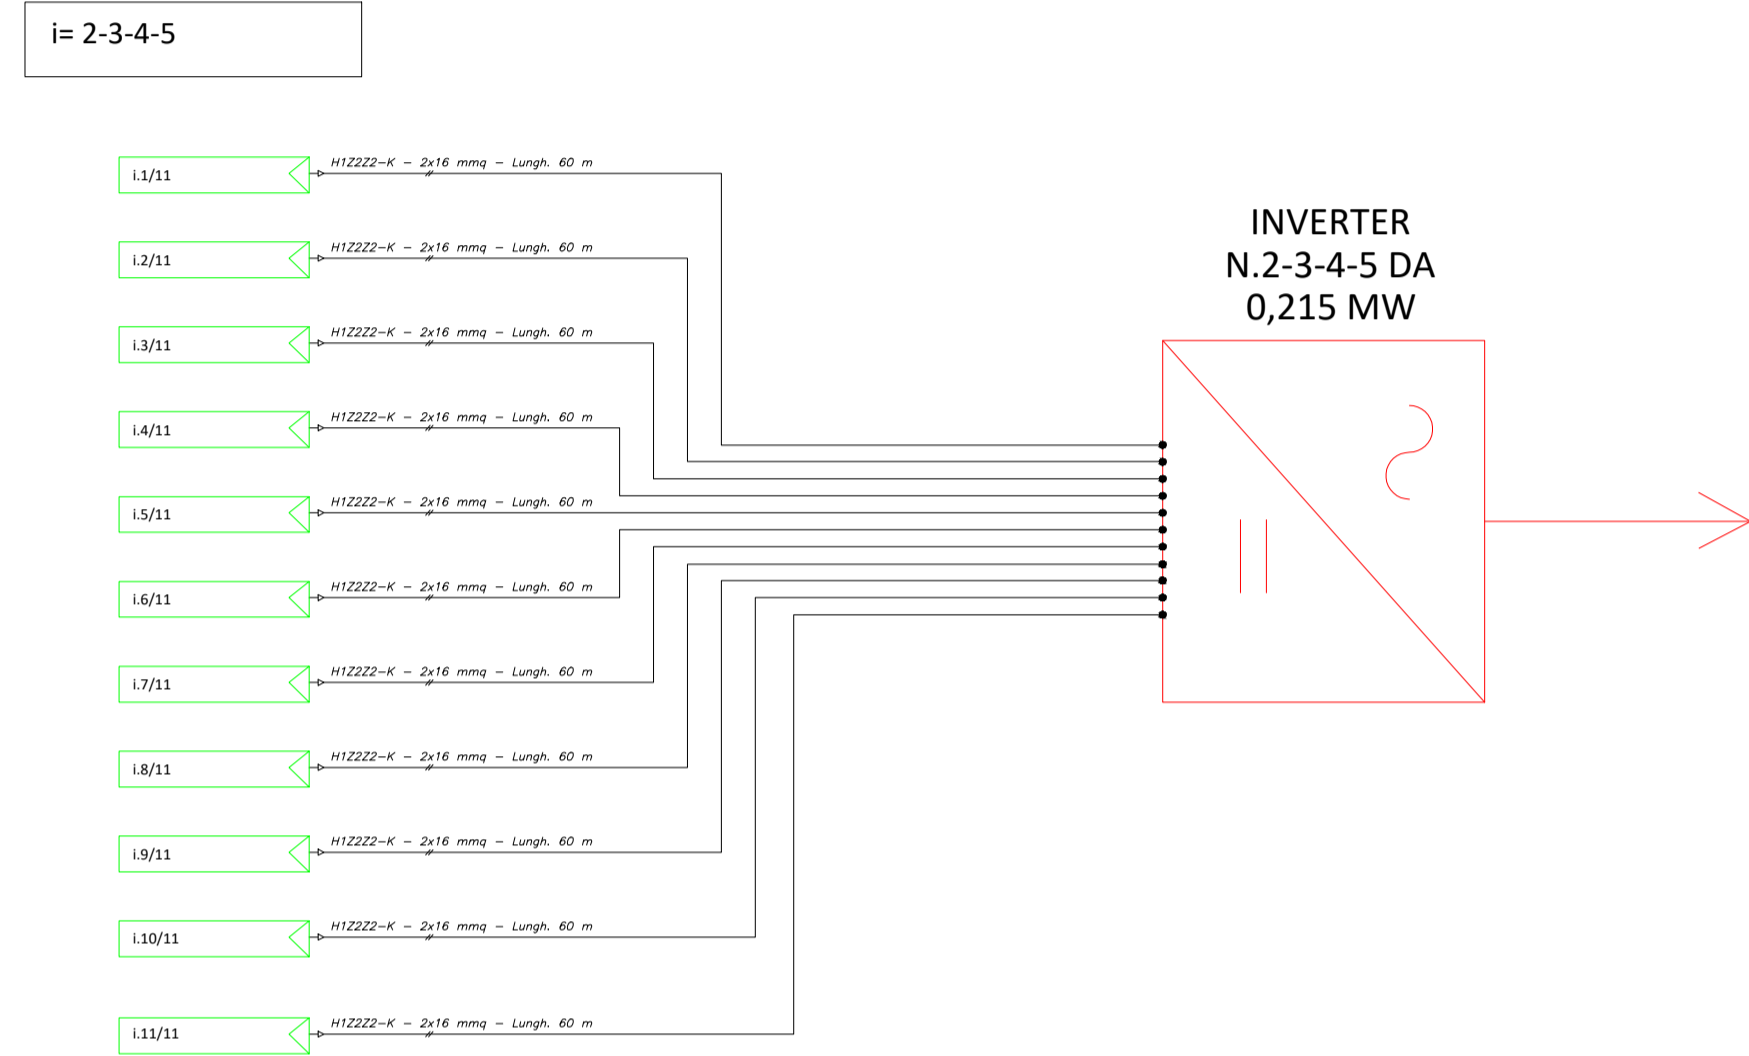 i= 2-3-4-5
i.1/11
H1Z2Z2-K - 2x16 mmq - Lungh. 60 m
i.2/11
H1Z2Z2-K - 2x16 mmq - Lungh. 60 m
INVERTER
N.2-3-4-5 DA
0,215 MW
i.3/11
H1Z2Z2-K - 2x16 mmq - Lungh. 60 m
i.4/11
H1Z2Z2-K - 2x16 mmq - Lungh. 60 m
i.5/11
H1Z2Z2-K - 2x16 mmq - Lungh. 60 m
i.6/11
H1Z2Z2-K - 2x16 mmq - Lungh. 60 m
i.7/11
H1Z2Z2-K - 2x16 mmq - Lungh. 60 m
i.8/11
H1Z2Z2-K - 2x16 mmq - Lungh. 60 m
i.9/11
H1Z2Z2-K - 2x16 mmq - Lungh. 60 m
i.10/11
H1Z2Z2-K - 2x16 mmq - Lungh. 60 m
i.11/11
H1Z2Z2-K - 2x16 mmq - Lungh. 60 m